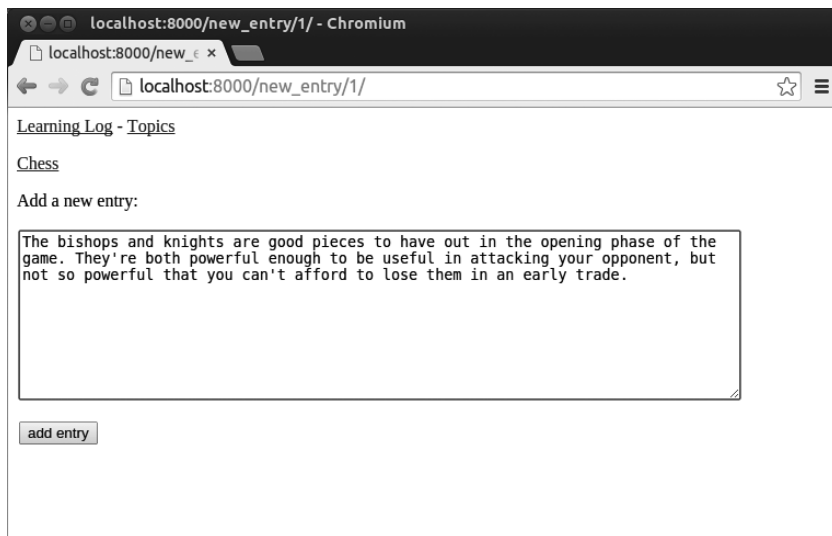 localhost:8000/new_entry/1/ - Chromium
localhost:8000/new_e
localhost:8000/new_entry/1/
Learning Log - Topics
Chess
Add a new entry:
The bishops and knights are good pieces to have out in the opening phase of the
game. They're both powerful enough to be useful in attacking your opponent, but
not so powerful that you can't afford to lose them in an early trade.
add entry